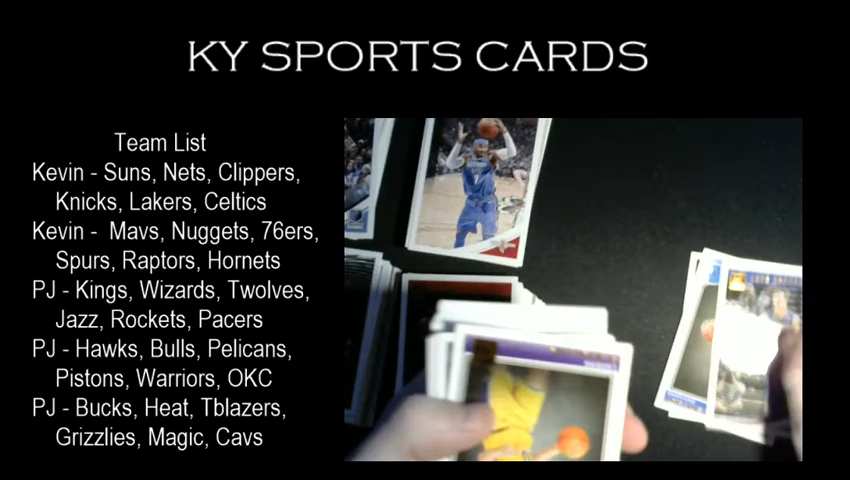 KY SPORTS CARDS
Team List
Kevin - Suns, Nets, Clippers,
Knicks, Lakers, Celtics
Kevin - Mavs, Nuggets, 76ers,
Spurs, Raptors, Hornets
PJ - Kings, Wizards, Twolves,
Jazz, Rockets, Pacers
PJ - Hawks, Bulls, Pelicans,
Pistons, Warriors, OKC
PJ - Bucks, Heat, Tblazers,
Grizzlies, Magic, Cavs